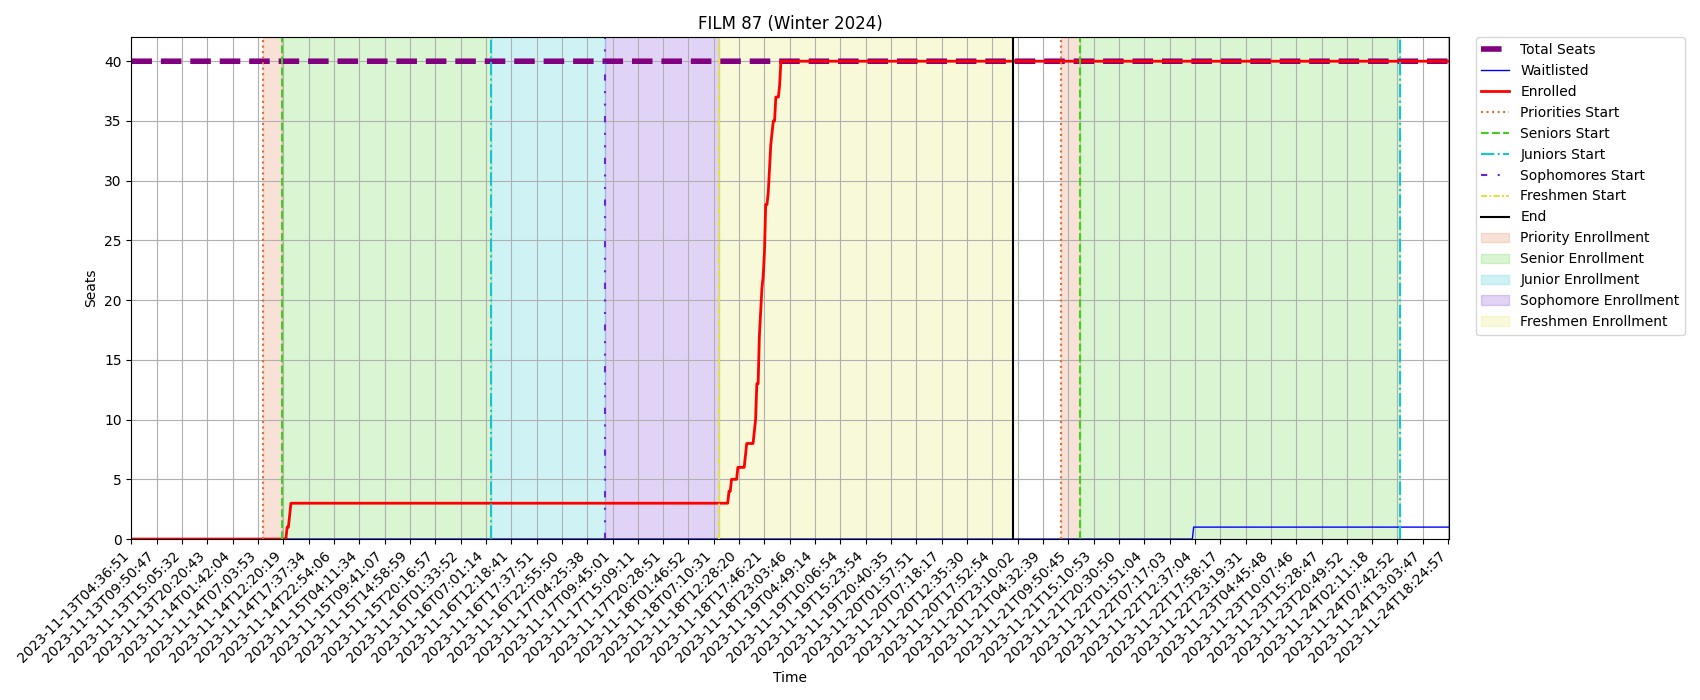 FILM 87 (Winter 2024)
Seats
40
35
30
25
20
15
10
5
0
2023-11-13T04:36:51
2023-11-13T09:50:47
2023-11-13T15:05:32
2023-11-13T20:20:43
2023-11-14T01:42:04
2023-11-14T07:03:53
2023-11-14T12:20:19
2023-11-14T17:37:34
2023-11-14T22:54:06
2023-11-15T04:11:34
2023-11-15T09:41:07
2023-11-15T14:58:59
2023-11-15T20:16:57
2023-11-16T01:33:52
2023-11-16T07:01:14
2023-11-16T12:18:41
2023-11-16T17:37:51
2023-11-16T22:55:50
2023-11-17T04:25:38
2023-11-17T09:45:01
2023-11-17T15:09:11
2023-11-17T20:28:51
2023-11-18T01:46:52
2023-11-18T07:10:31
2023-11-18T12:28:20
2023-11-18T17:46:21
2023-11-18T23:03:46
2023-11-19T04:49:14
2023-11-19T10:06:54
2023-11-19T15:23:54
2023-11-19T20:40:35
2023-11-20T01:57:51
2023-11-20T07:18:17
2023-11-20T12:35:30
2023-11-20T17:52:54
2023-11-20T23:10:02
2023-11-21T04:32:39
2023-11-21T09:50:45
2023-11-21T15:10:53
2023-11-21T20:30:50
2023-11-22T01:51:04
2023-11-22T07:17:03
2023-11-22T12:37:04
2023-11-22T17:58:17
2023-11-22T23:19:31
2023-11-23T04:45:48
2023-11-23T10:07:46
2023-11-23T15:28:47
2023-11-23T20:49:52
2023-11-24T02:11:18
2023-11-24T07:42:52
2023-11-24T13:03:47
2023-11-24T18:24:57
Time
Total Seats
Waitlisted
Enrolled
Priorities Start
Seniors Start
Juniors Start
Sophomores Start
Freshmen Start
End
Priority Enrollment
Senior Enrollment
Junior Enrollment
Sophomore Enrollment
Freshmen Enrollment